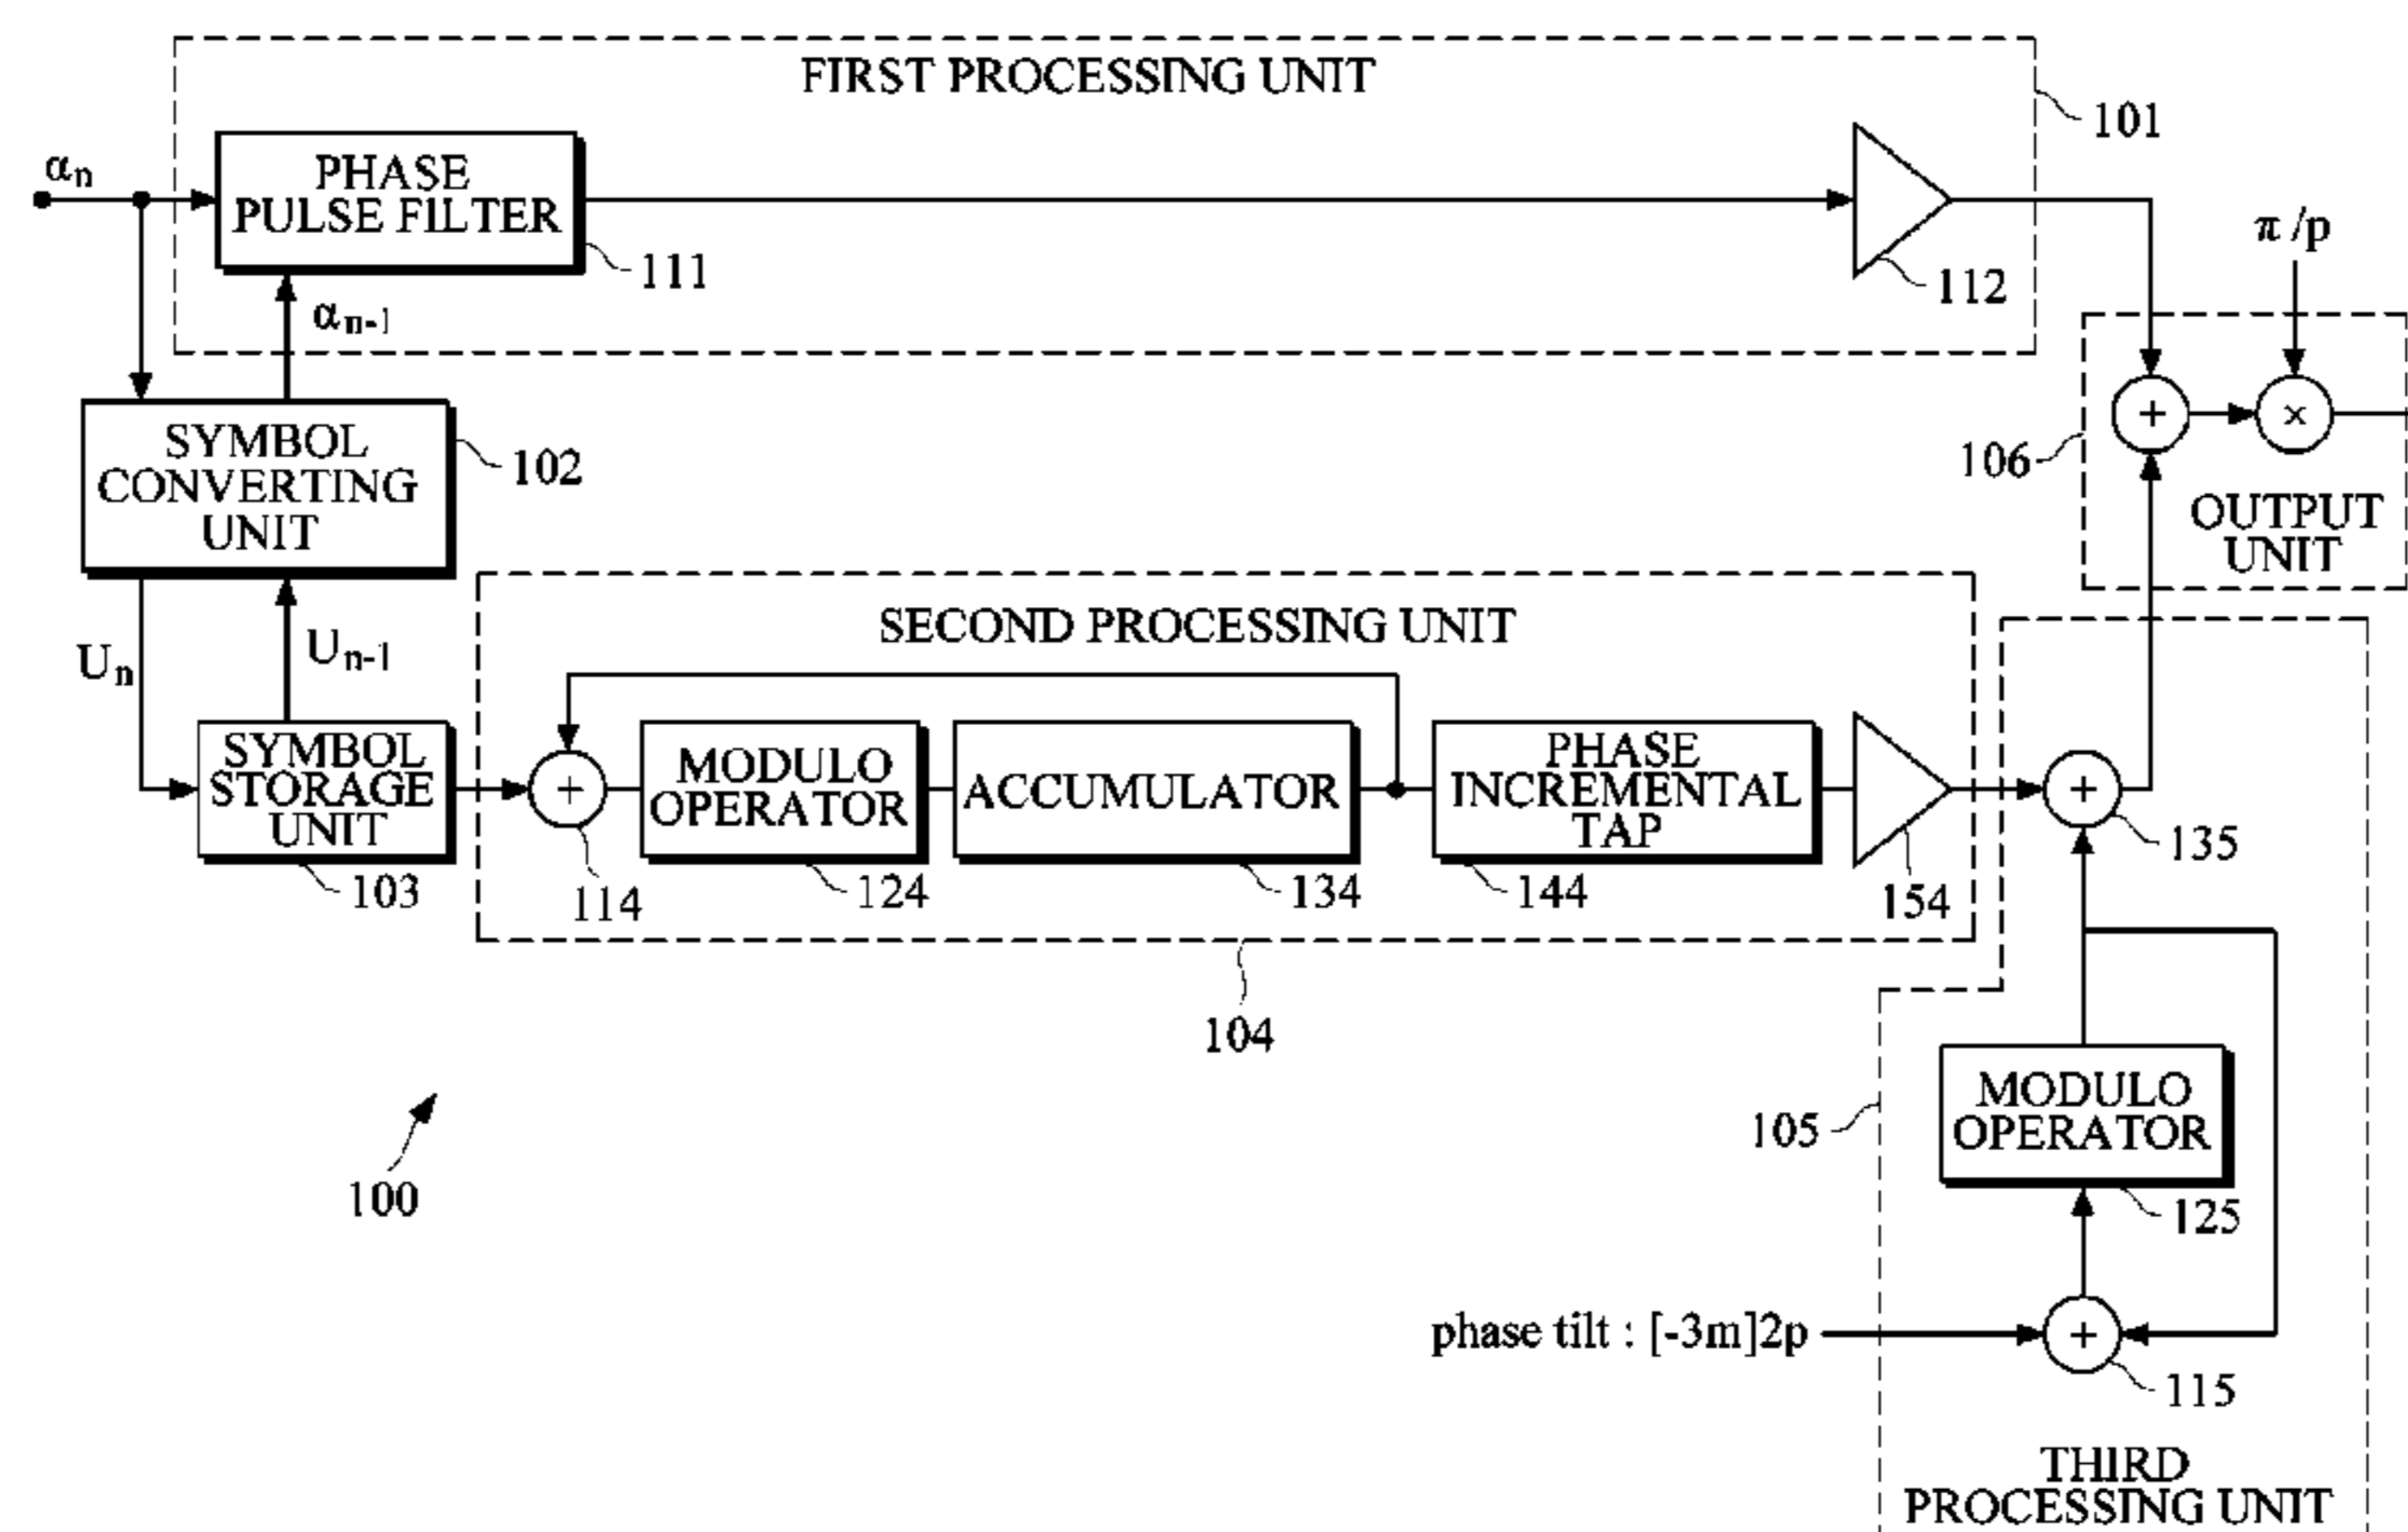 FIRST PROCESSING UNIT
101
αn
PHASE
PULSE FILTER
111
112
π /p
αn-1
SYMBOL
CONVERTING
UNIT
102
+
×
106
OUTPUT
UNIT
SECOND PROCESSING UNIT
Un
Un-1
SYMBOL
STORAGE
UNIT
103
+
114
MODULO
OPERATOR
124
ACCUMULATOR
134
PHASE
INCREMENTAL
TAP
144
154
+
135
104
100
105
MODULO
OPERATOR
125
phase tilt : [-3m]2p
+
115
THIRD
PROCESSING UNIT